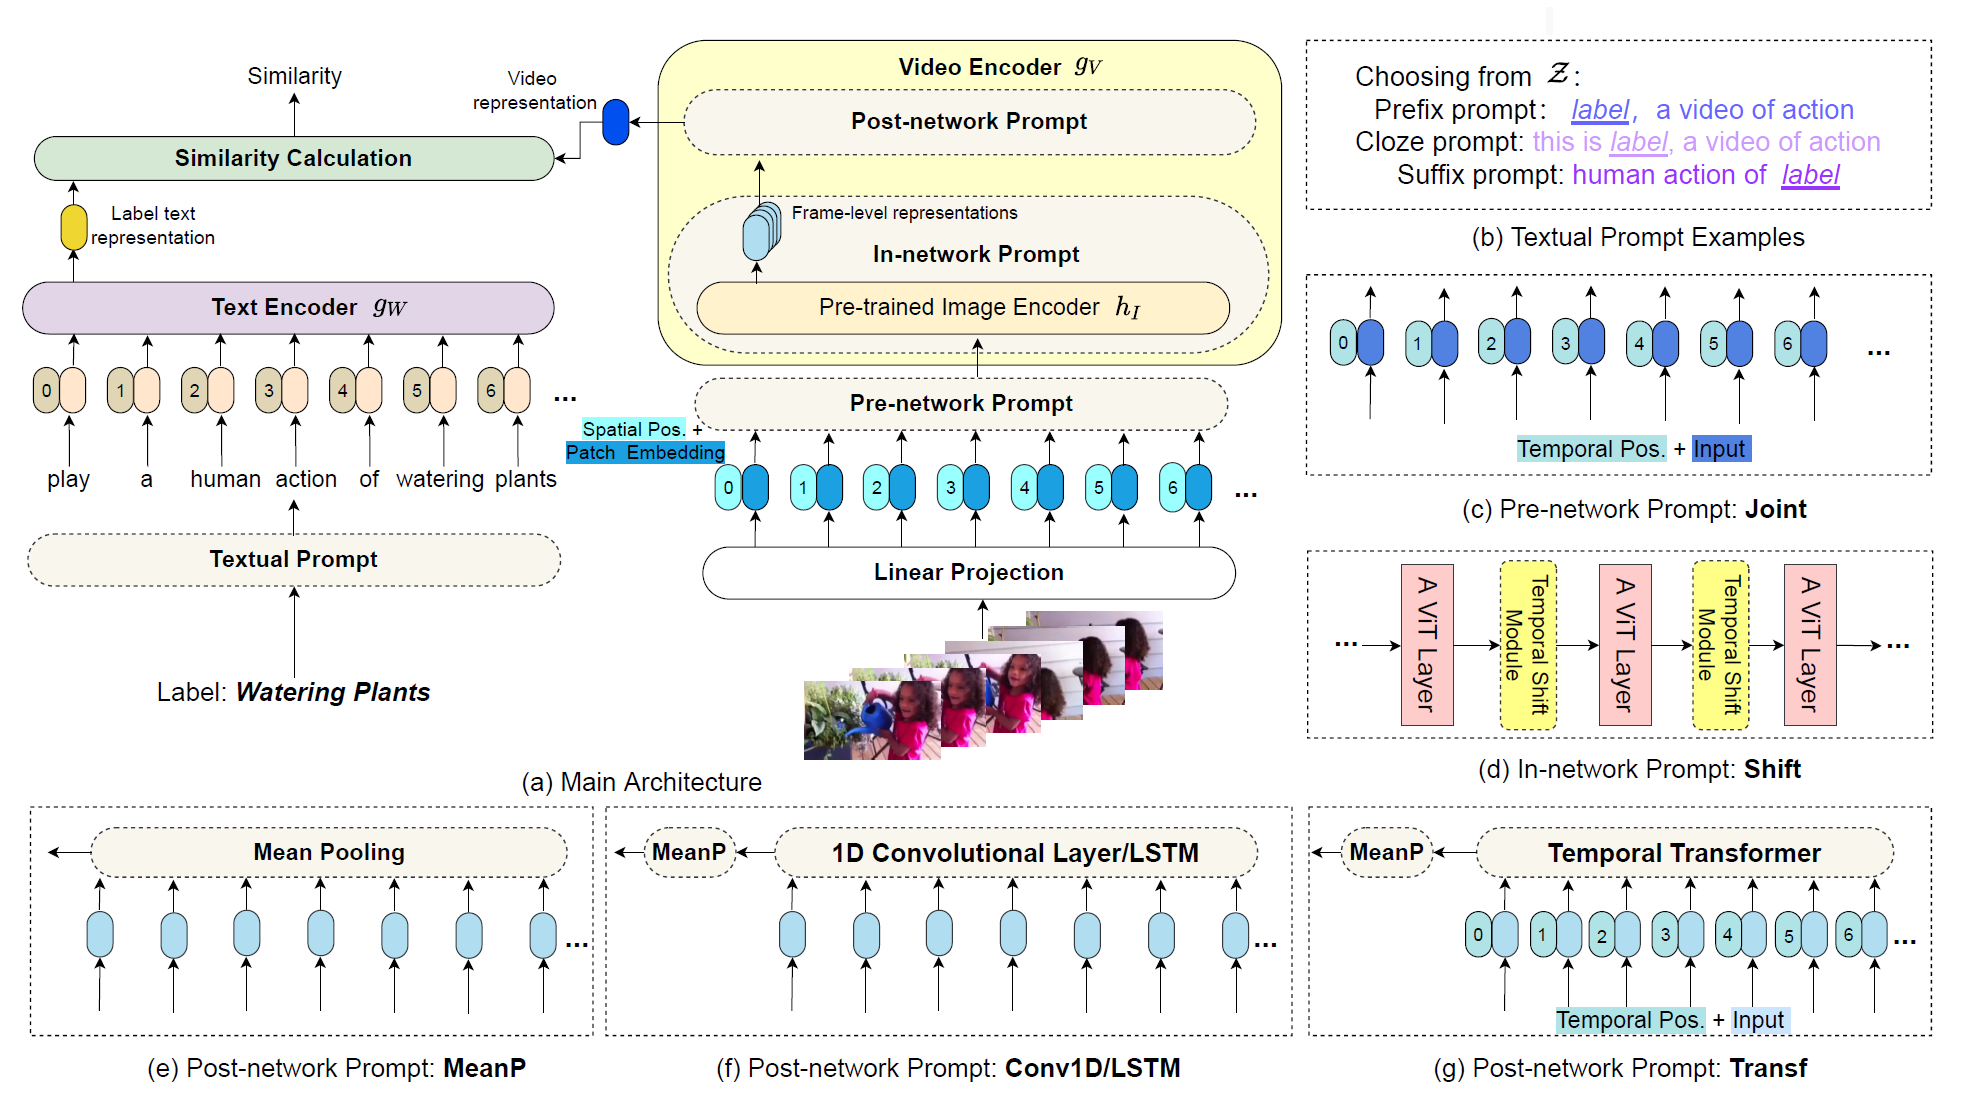 Similarity
Similarity Calculation
Label text
representation
Text Encoder g_W
0 1 2 3 4 5 6 ...
play a human action of watering plants
Textual Prompt
Label: Watering Plants
Video
representation
Video Encoder g_V
Post-network Prompt
Frame-level representations
In-network Prompt
Pre-trained Image Encoder h_I
Pre-network Prompt
Spatial Pos. +
Patch Embedding
0 1 2 3 4 5 6 ...
Linear Projection
(a) Main Architecture
Choosing from Z:
Prefix prompt: label, a video of action
Cloze prompt: this is label, a video of action
Suffix prompt: human action of label
(b) Textual Prompt Examples
0 1 2 3 4 5 6 ...
Temporal Pos. + Input
(c) Pre-network Prompt: Joint
...
A ViT Layer
Temporal Shift
Module
A ViT Layer
Temporal Shift
Module
A ViT Layer
...
(d) In-network Prompt: Shift
Mean Pooling
...
(e) Post-network Prompt: MeanP
MeanP
1D Convolutional Layer/LSTM
...
(f) Post-network Prompt: Conv1D/LSTM
MeanP
Temporal Transformer
0 1 2 3 4 5 6 ...
Temporal Pos. + Input
(g) Post-network Prompt: Transf